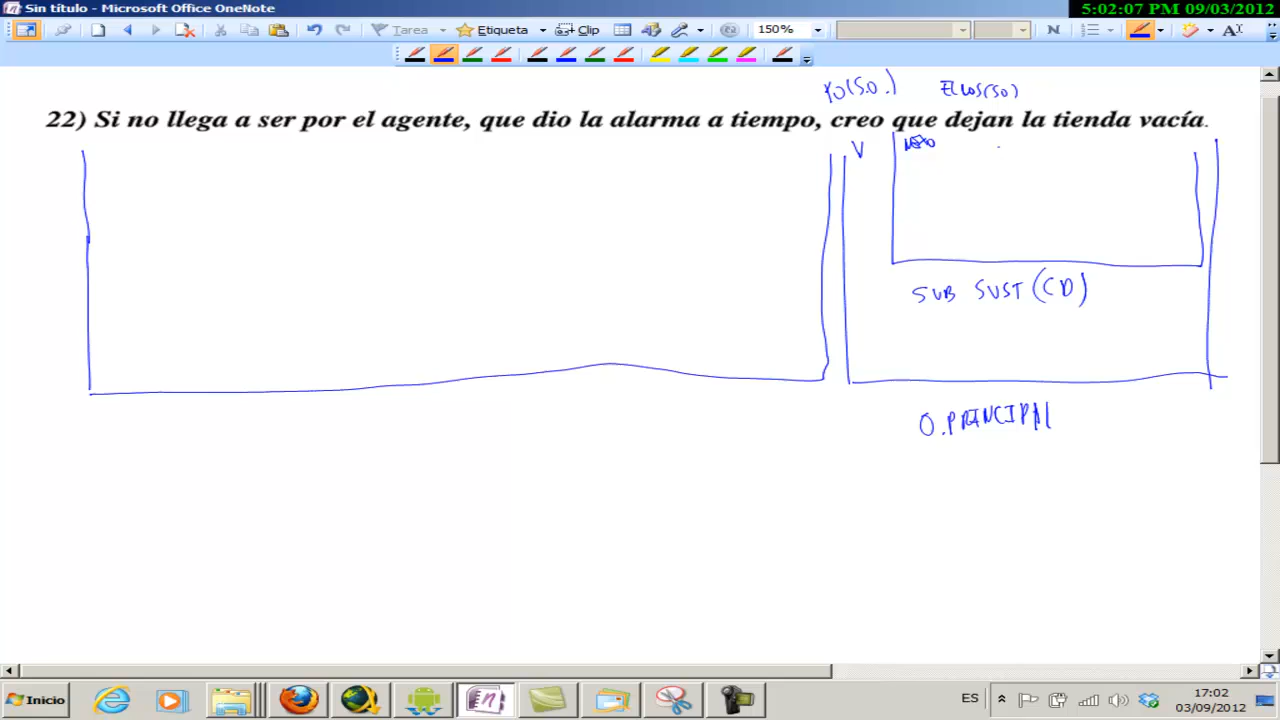 Sin título - Microsoft Office OneNote
5:02:07 PM 09/03/2012
Tarea Etiqueta Clip 150% N
YO(S.O.) ELLOS(SO)
22) Si no llega a ser por el agente, que dio la alarma a tiempo, creo que dejan la tienda vacía.
V NEXO
SUB SUST (CD)
O.PRINCIPAL
Inicio ES 17:02
03/09/2012